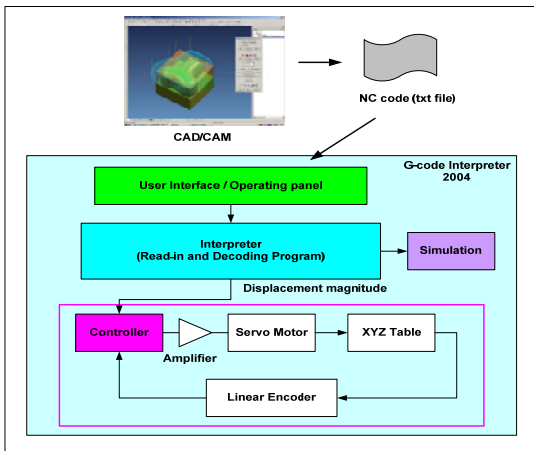 CAD/CAM
NC code (txt file)
G-code Interpreter
2004
User Interface / Operating panel
Interpreter
(Read-in and Decoding Program)
Simulation
Displacement magnitude
Controller
Amplifier
Servo Motor
XYZ Table
Linear Encoder